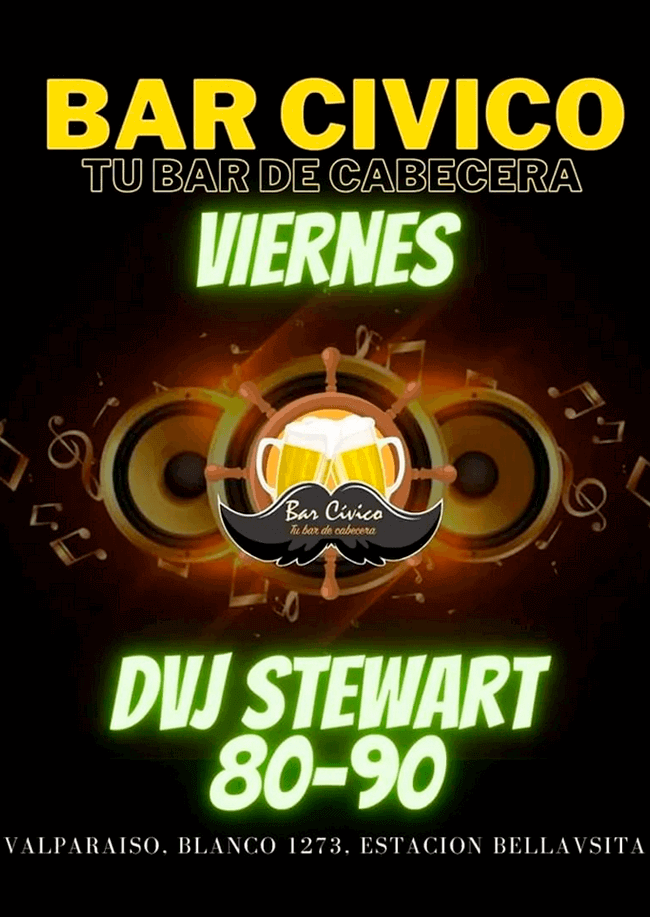 BAR CIVICO
TU BAR DE CABECERA
VIERNES
Bar Cívico
Tu bar de cabecera
DVJ STEWART
80-90
VALPARAISO, BLANCO 1273, ESTACION BELLAVSITA